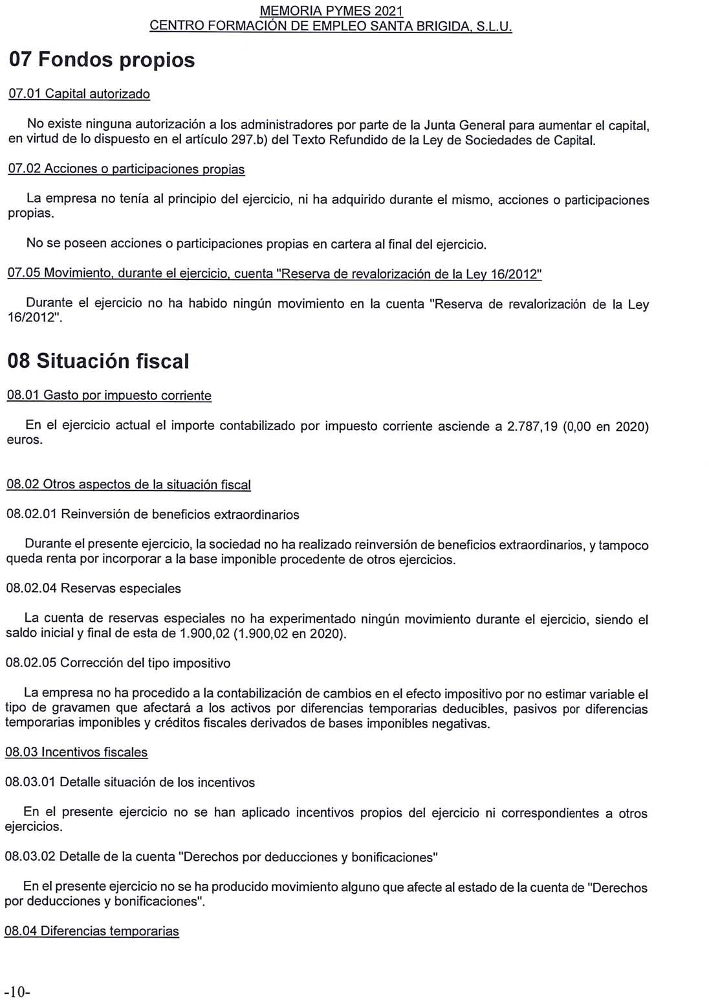 MEMORIA PYMES 2021
CENTRO FORMACIÓN DE EMPLEO SANTA BRIGIDA, S.L.U.
07 Fondos propios
07.01 Capital autorizado
No existe ninguna autorización a los administradores por parte de la Junta General para aumentar el capital,
en virtud de lo dispuesto en el artículo 297.b) del Texto Refundido de la Ley de Sociedades de Capital.
07.02 Acciones o participaciones propias
La empresa no tenía al principio del ejercicio, ni ha adquirido durante el mismo, acciones o participaciones
propias.
No se poseen acciones o participaciones propias en cartera al final del ejercicio.
07.05 Movimiento, durante el ejercicio, cuenta "Reserva de revalorización de la Ley 16/2012"
Durante el ejercicio no ha habido ningún movimiento en la cuenta "Reserva de revalorización de la Ley
16/2012".
08 Situación fiscal
08.01 Gasto por impuesto corriente
En el ejercicio actual el importe contabilizado por impuesto corriente asciende a 2.787,19 (0,00 en 2020)
euros.
08.02 Otros aspectos de la situación fiscal
08.02.01 Reinversión de beneficios extraordinarios
Durante el presente ejercicio, la sociedad no ha realizado reinversión de beneficios extraordinarios, y tampoco
queda renta por incorporar a la base imponible procedente de otros ejercicios.
08.02.04 Reservas especiales
La cuenta de reservas especiales no ha experimentado ningún movimiento durante el ejercicio, siendo el
saldo inicial y final de esta de 1.900,02 (1.900,02 en 2020).
08.02.05 Corrección del tipo impositivo
La empresa no ha procedido a la contabilización de cambios en el efecto impositivo por no estimar variable el
tipo de gravamen que afectará a los activos por diferencias temporarias deducibles, pasivos por diferencias
temporarias imponibles y créditos fiscales derivados de bases imponibles negativas.
08.03 Incentivos fiscales
08.03.01 Detalle situación de los incentivos
En el presente ejercicio no se han aplicado incentivos propios del ejercicio ni correspondientes a otros
ejercicios.
08.03.02 Detalle de la cuenta "Derechos por deducciones y bonificaciones"
En el presente ejercicio no se ha producido movimiento alguno que afecte al estado de la cuenta de "Derechos
por deducciones y bonificaciones".
08.04 Diferencias temporarias
-10-